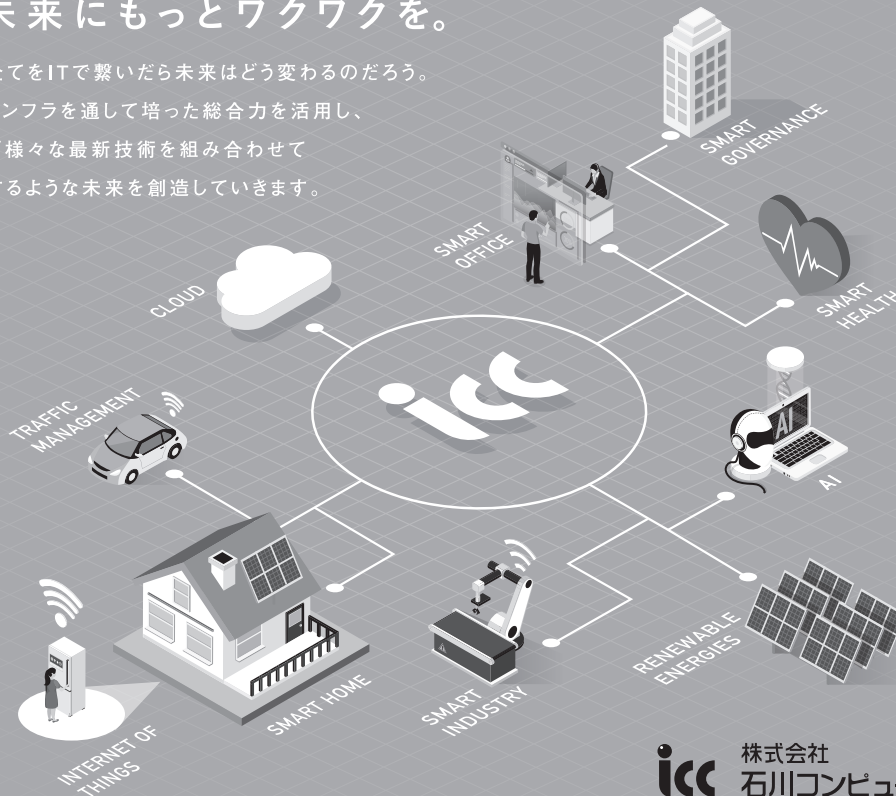 未来にもっとワクワクを。
てをITで繋いだら未来はどう変わるのだろう。
ンフラを通して培った総合力を活用し、
様々な最新技術を組み合わせて
るような未来を創造していきます。
SMART
GOVERNANCE
SMART
OFFICE
SMART
HEALTH
CLOUD
icc
TRAFFIC
MANAGEMENT
AI
AI
RENEWABLE
ENERGIES
SMART HOME
SMART
INDUSTRY
INTERNET OF
THINGS
icc
株式会社
石川コンピュ